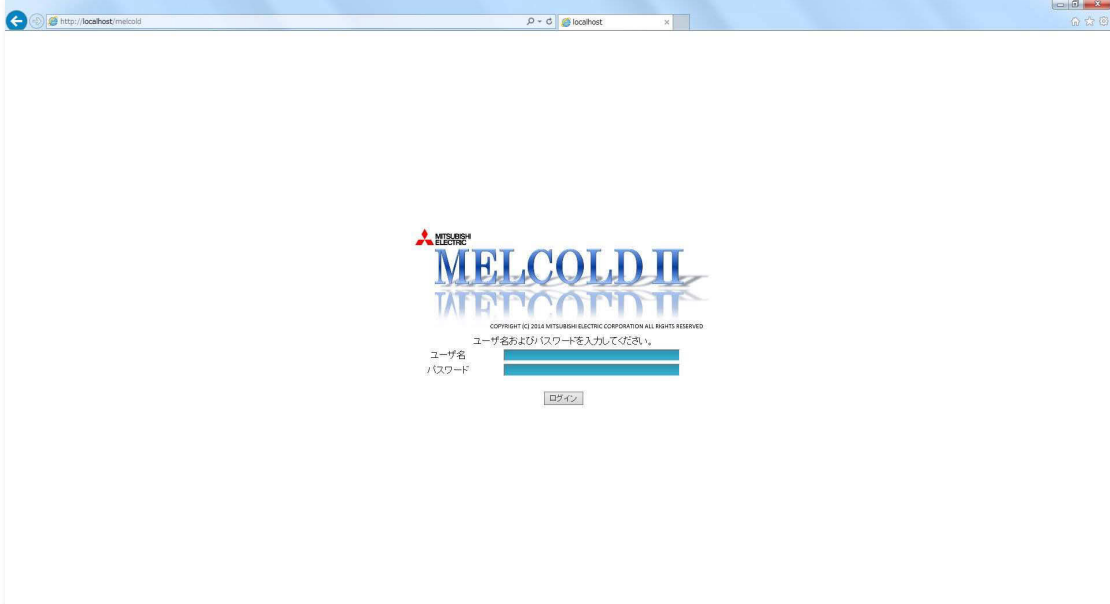 http://localhost/melcold
localhost
MITSUBISHI
ELECTRIC
MELCOLD II
COPYRIGHT (C) 2014 MITSUBISHI ELECTRIC CORPORATION ALL RIGHTS RESERVED
ユーザ名およびパスワードを入力してください。
ユーザ名
パスワード
ログイン